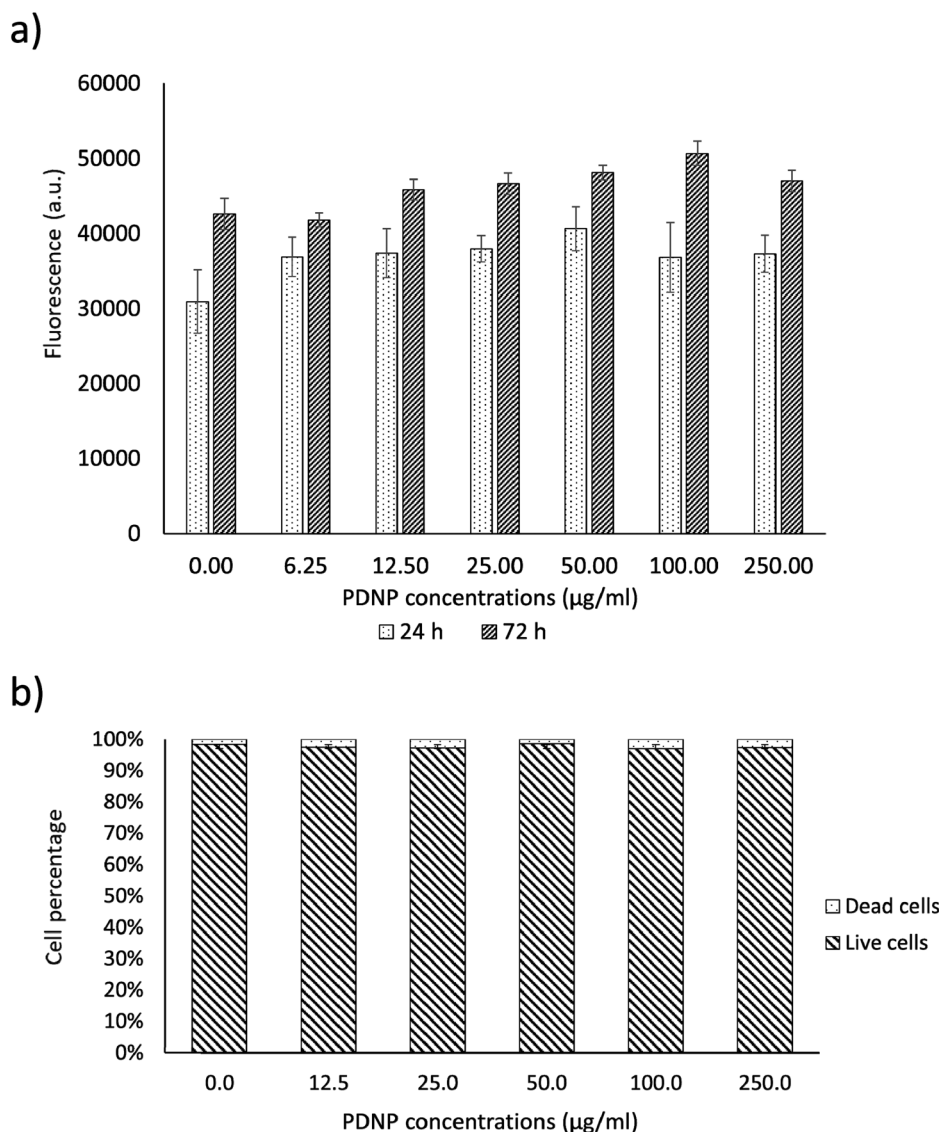 a)
60000
50000
40000
30000
20000
10000
0
Fluorescence (a.u.)
0.00 6.25 12.50 25.00 50.00 100.00 250.00
PDNP concentrations (µg/ml)
24 h 72 h
b)
100%
90%
80%
70%
60%
50%
40%
30%
20%
10%
0%
Cell percentage
Dead cells
Live cells
0.0 12.5 25.0 50.0 100.0 250.0
PDNP concentrations (µg/ml)